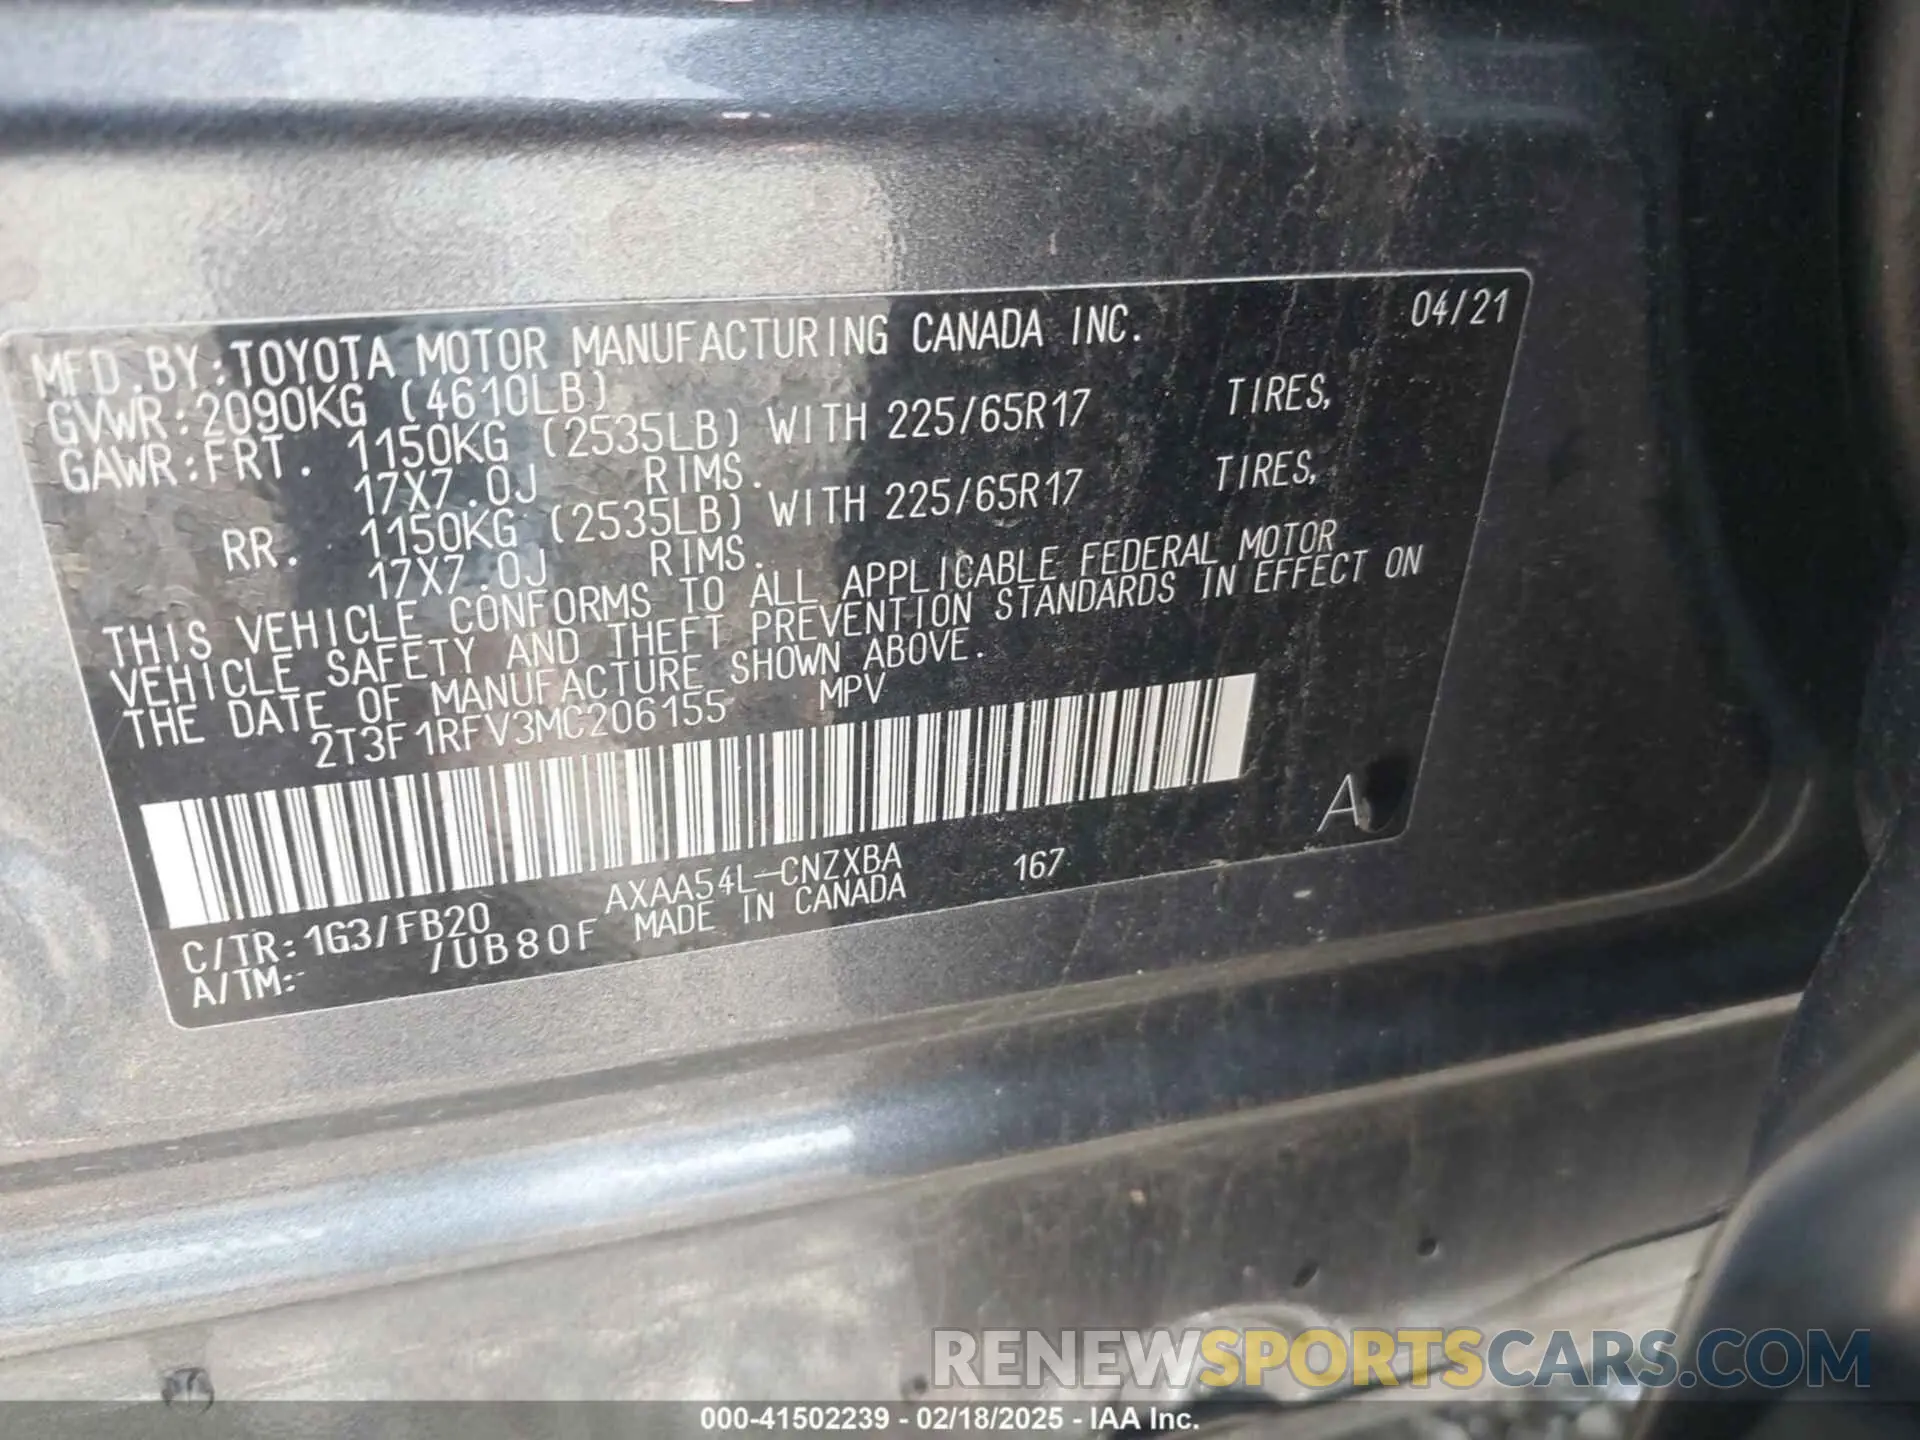 MFD.BY:TOYOTA MOTOR MANUFACTURING CANADA INC. 04/21
GVWR:2090KG (4610LB)
GAWR:FRT. 1150KG (2535LB) WITH 225/65R17 TIRES,
17X7.0J RIMS.
RR. 1150KG (2535LB) WITH 225/65R17 TIRES,
17X7.0J RIMS.
THIS VEHICLE CONFORMS TO ALL APPLICABLE FEDERAL MOTOR
VEHICLE SAFETY AND THEFT PREVENTION STANDARDS IN EFFECT ON
THE DATE OF MANUFACTURE SHOWN ABOVE.
2T3F1RFV3MC206155 MPV
A
C/TR:1G3/FB20 AXAA54L-CNZXBA 167
A/TM:- /UB80F MADE IN CANADA
RENEWSPORTSCARS.COM
000-41502239 - 02/18/2025 - IAA Inc.